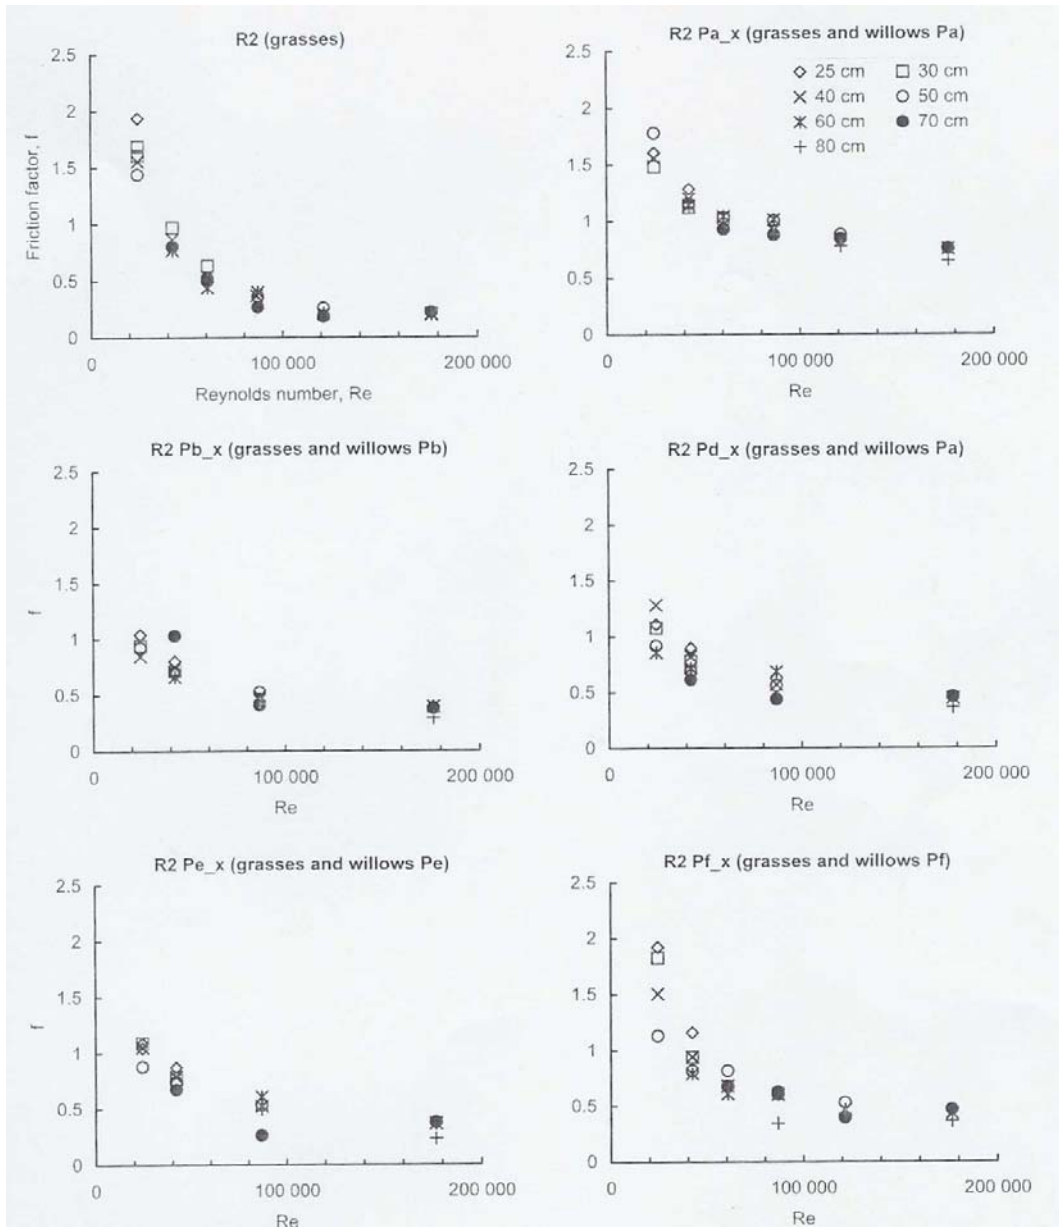 R2 (grasses)
2.5
2
1.5
1
0.5
0
Friction factor, f
0
100 000
200 000
Reynolds number, Re
R2 Pa_x (grasses and willows Pa)
25 cm
30 cm
40 cm
50 cm
60 cm
70 cm
80 cm
2.5
2
1.5
1
0.5
0
0
100 000
200 000
Re
R2 Pb_x (grasses and willows Pb)
2.5
2
1.5
1
0.5
0
f
0
100 000
200 000
Re
R2 Pd_x (grasses and willows Pa)
2.5
2
1.5
1
0.5
0
0
100 000
200 000
Re
R2 Pe_x (grasses and willows Pe)
2.5
2
1.5
1
0.5
0
f
0
100 000
200 000
Re
R2 Pf_x (grasses and willows Pf)
2.5
2
1.5
1
0.5
0
0
100 000
200 000
Re